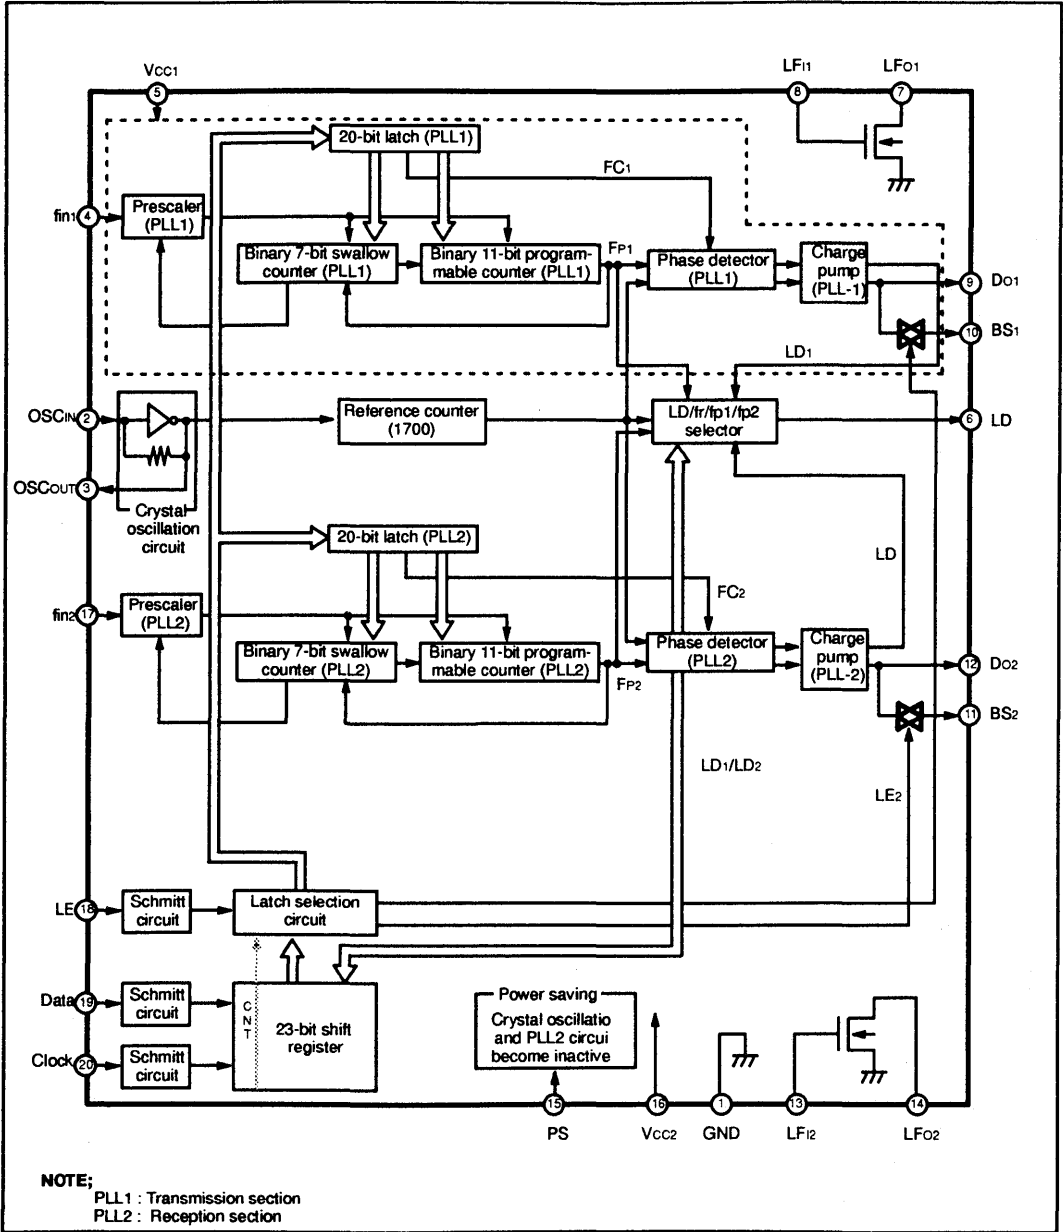 VCC1
5
LFI1
8
LFO1
7
20-bit latch (PLL1)
FC1
fin1
4
Prescaler
(PLL1)
Binary 7-bit swallow
counter (PLL1)
Binary 11-bit program-
mable counter (PLL1)
FP1
Phase detector
(PLL1)
Charge
pump
(PLL-1)
9
DO1
10
BS1
LD1
OSCIN
2
Reference counter
(1700)
LD/fr/fp1/fp2
selector
6
LD
OSCOUT
3
Crystal
oscillation
circuit
20-bit latch (PLL2)
LD
FC2
fin2
17
Prescaler
(PLL2)
Binary 7-bit swallow
counter (PLL2)
Binary 11-bit program-
mable counter (PLL2)
FP2
Phase detector
(PLL2)
Charge
pump
(PLL-2)
12
DO2
11
BS2
LD1/LD2
LE2
LE
18
Schmitt
circuit
Latch selection
circuit
Data
19
Schmitt
circuit
CNT
23-bit shift
register
Clock
20
Schmitt
circuit
Power saving
Crystal oscillatio
and PLL2 circui
become inactive
15
PS
16
VCC2
1
GND
13
LFI2
14
LFO2
NOTE;
PLL1 : Transmission section
PLL2 : Reception section